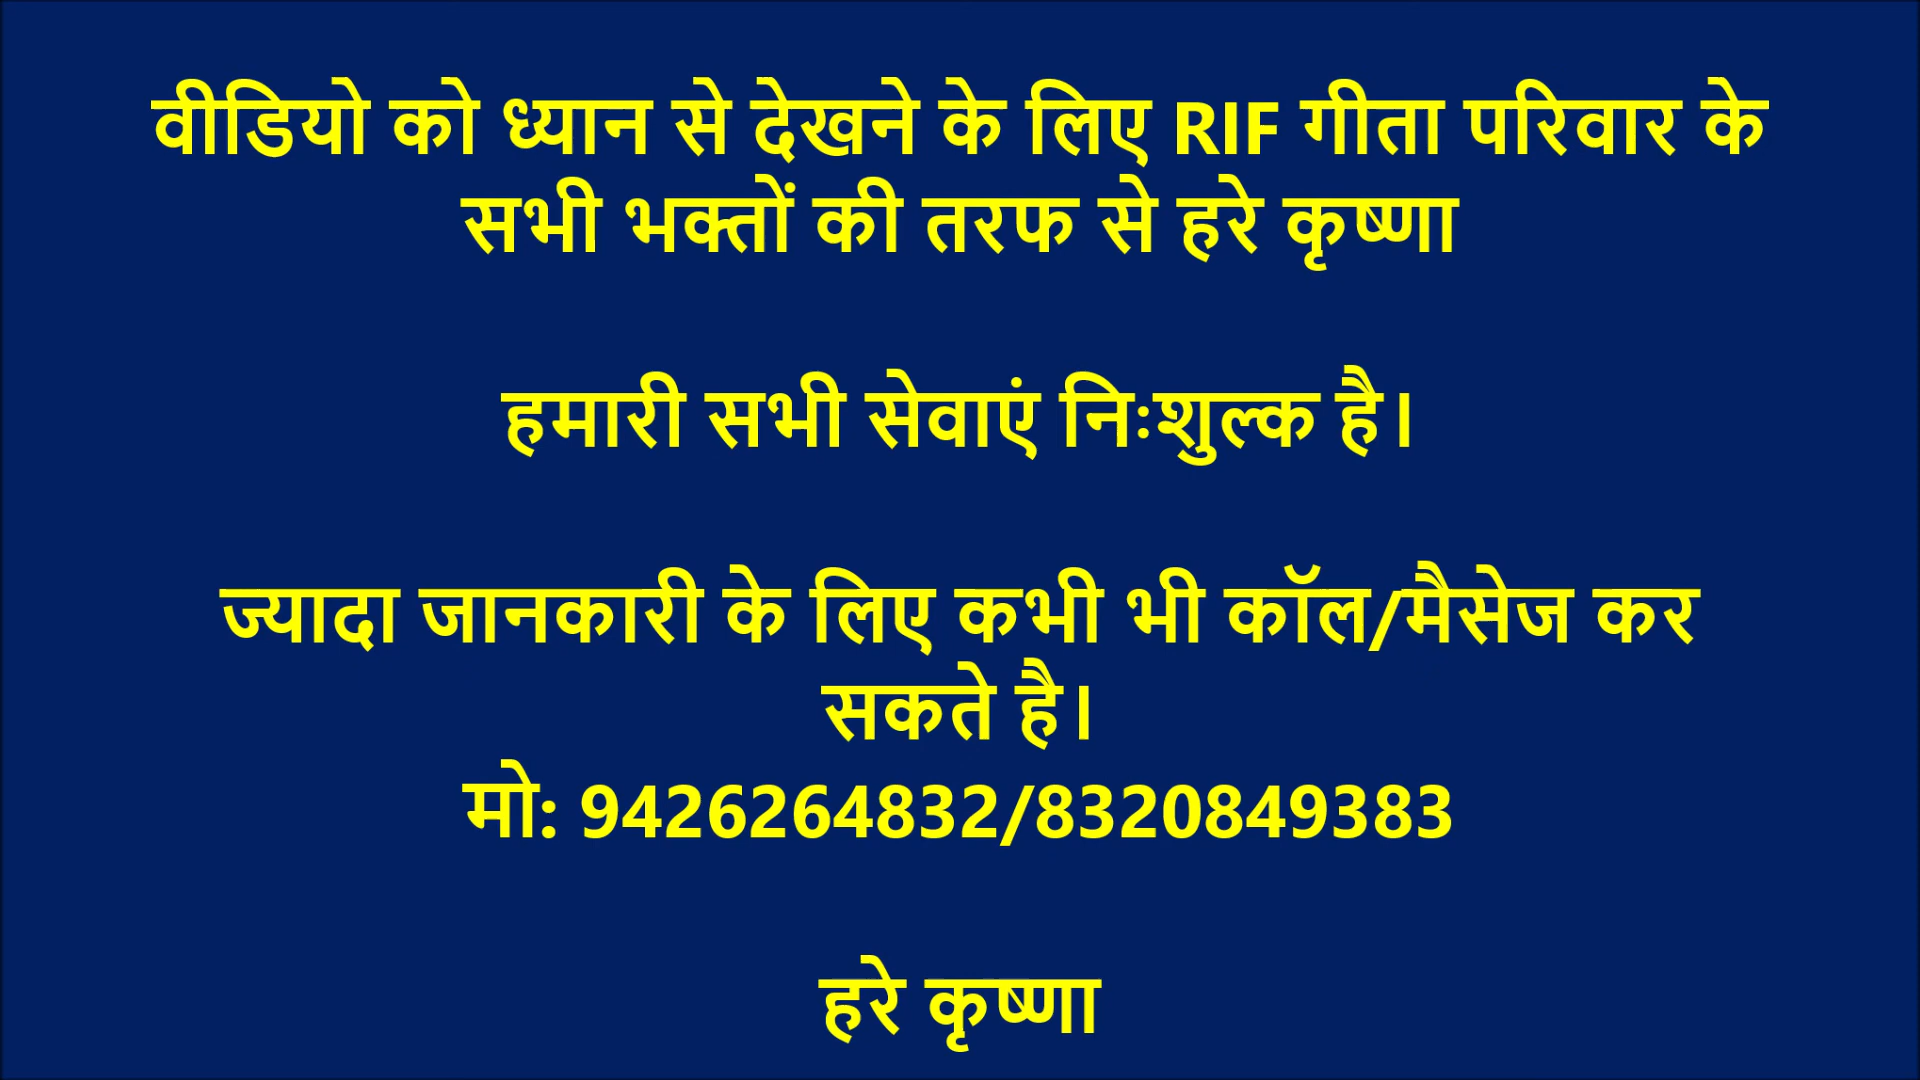 वीडियो को ध्यान से देखने के लिए RIF गीता परिवार के
सभी भक्तों की तरफ से हरे कृष्णा
हमारी सभी सेवाएं निःशुल्क है।
ज्यादा जानकारी के लिए कभी भी कॉल/मैसेज कर
सकते है।
मो: 9426264832/8320849383
हरे कृष्णा